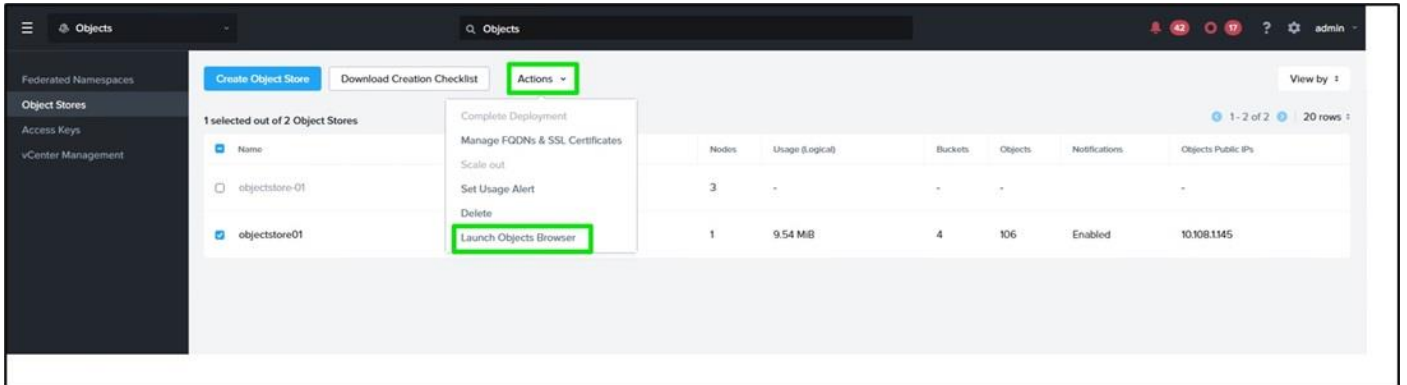 Objects
Objects
42
17
?
admin
Federated Namespaces
Object Stores
Access Keys
vCenter Management
Create Object Store
Download Creation Checklist
Actions
View by
1 selected out of 2 Object Stores
1 - 2 of 2
20 rows
Complete Deployment
Manage FQDNs & SSL Certificates
Scale out
Set Usage Alert
Delete
Launch Objects Browser
Name
Nodes
Usage (Logical)
Buckets
Objects
Notifications
Objects Public IPs
objectstore-01
3
-
-
-
-
objectstore01
1
9.54 MiB
4
106
Enabled
10.108.1.145